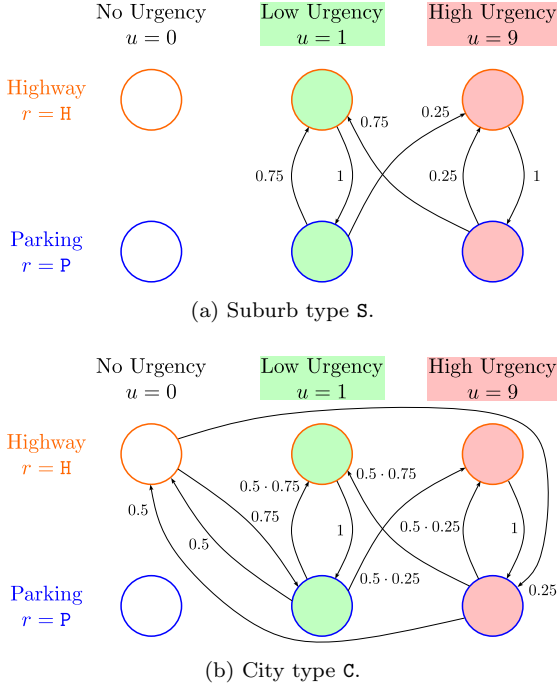 No Urgency Low Urgency High Urgency
u = 0 u = 1 u = 9
Highway
r = H
0.75 0.25
0.75 1 0.25 1
Parking
r = P
(a) Suburb type S.
No Urgency Low Urgency High Urgency
u = 0 u = 1 u = 9
Highway
r = H
0.5 · 0.75 0.5 · 0.75
0.5 0.75 0.5 1 0.5 · 0.25 1
0.5 · 0.25 0.25
Parking
r = P
(b) City type C.